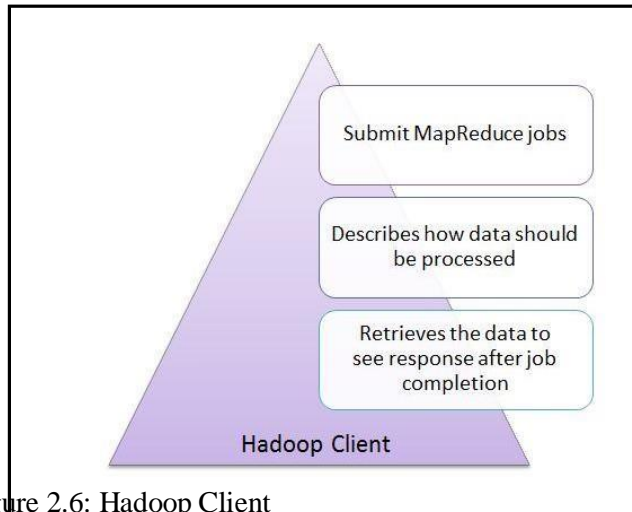 Submit MapReduce jobs
Describes how data should
be processed
Retrieves the data to
see response after job
completion
Hadoop Client
ure 2.6: Hadoop Client